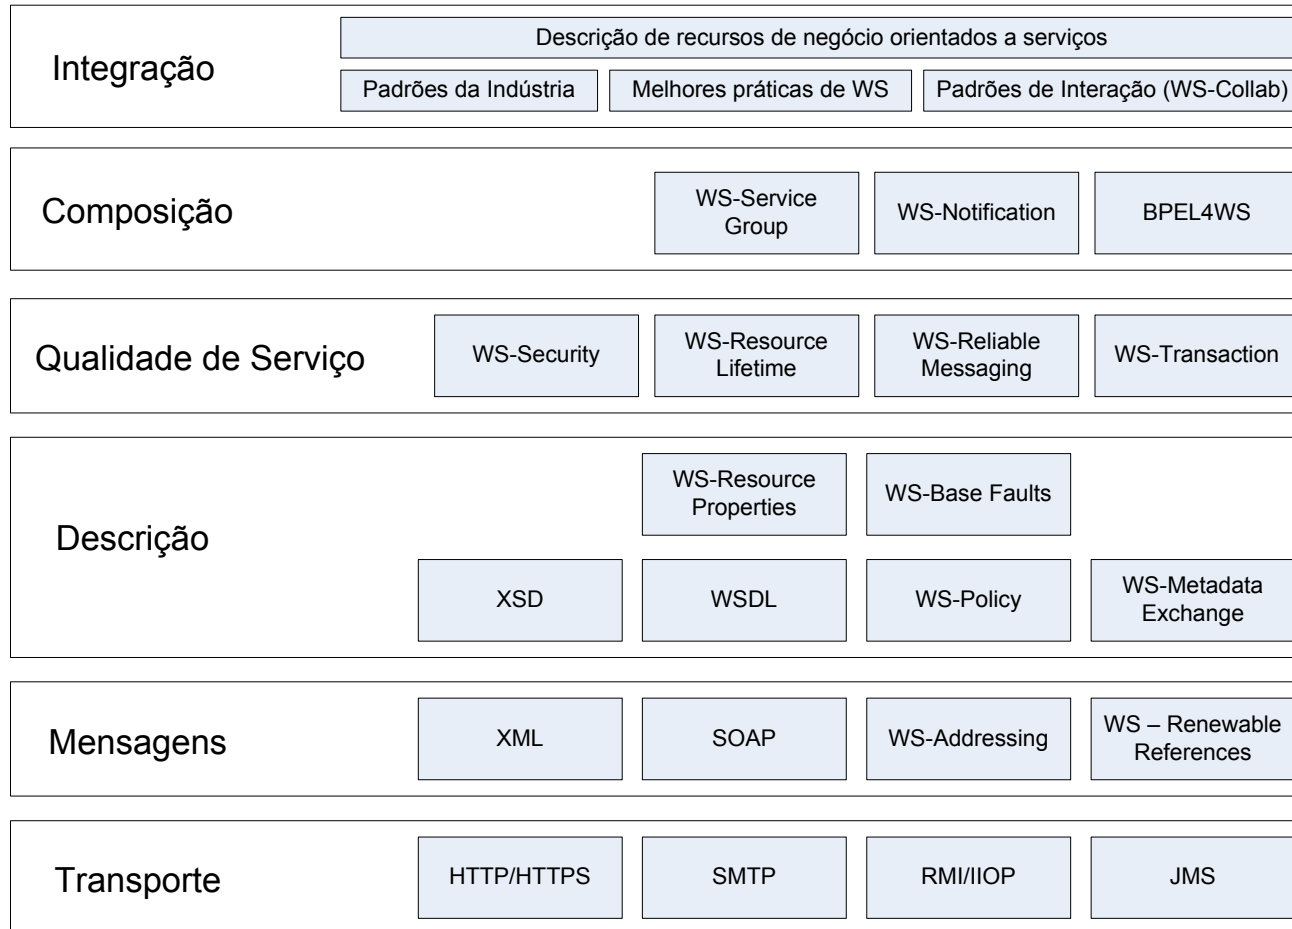 Integração
Descrição de recursos de negócio orientados a serviços
Padrões da Indústria
Melhores práticas de WS
Padrões de Interação (WS-Collab)
Composição
WS-Service
Group
WS-Notification
BPEL4WS
Qualidade de Serviço
WS-Security
WS-Resource
Lifetime
WS-Reliable
Messaging
WS-Transaction
Descrição
WS-Resource
Properties
WS-Base Faults
XSD
WSDL
WS-Policy
WS-Metadata
Exchange
Mensagens
XML
SOAP
WS-Addressing
WS – Renewable
References
Transporte
HTTP/HTTPS
SMTP
RMI/IIOP
JMS